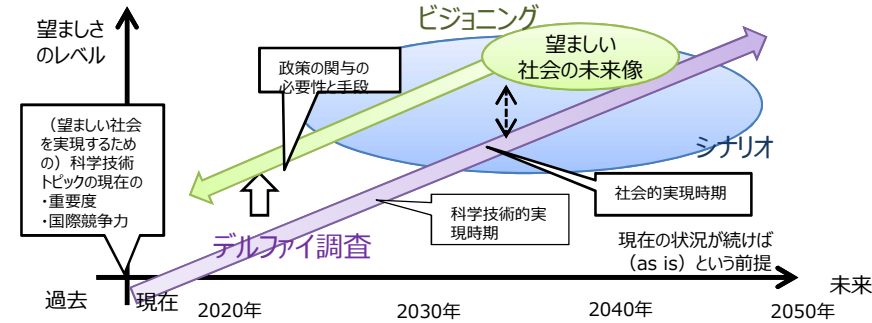 望ましさ
のレベル
ビジョニング
望ましい
社会の未来像
政策の関与の
必要性と手段
（望ましい社会
を実現するため
の）科学技術
トピックの現在の
・重要度
・国際競争力
シナリオ
社会的実現時期
科学技術的実
現時期
デルファイ調査
現在の状況が続けば
（as is）という前提
過去
現在
2020年
2030年
2040年
2050年
未来